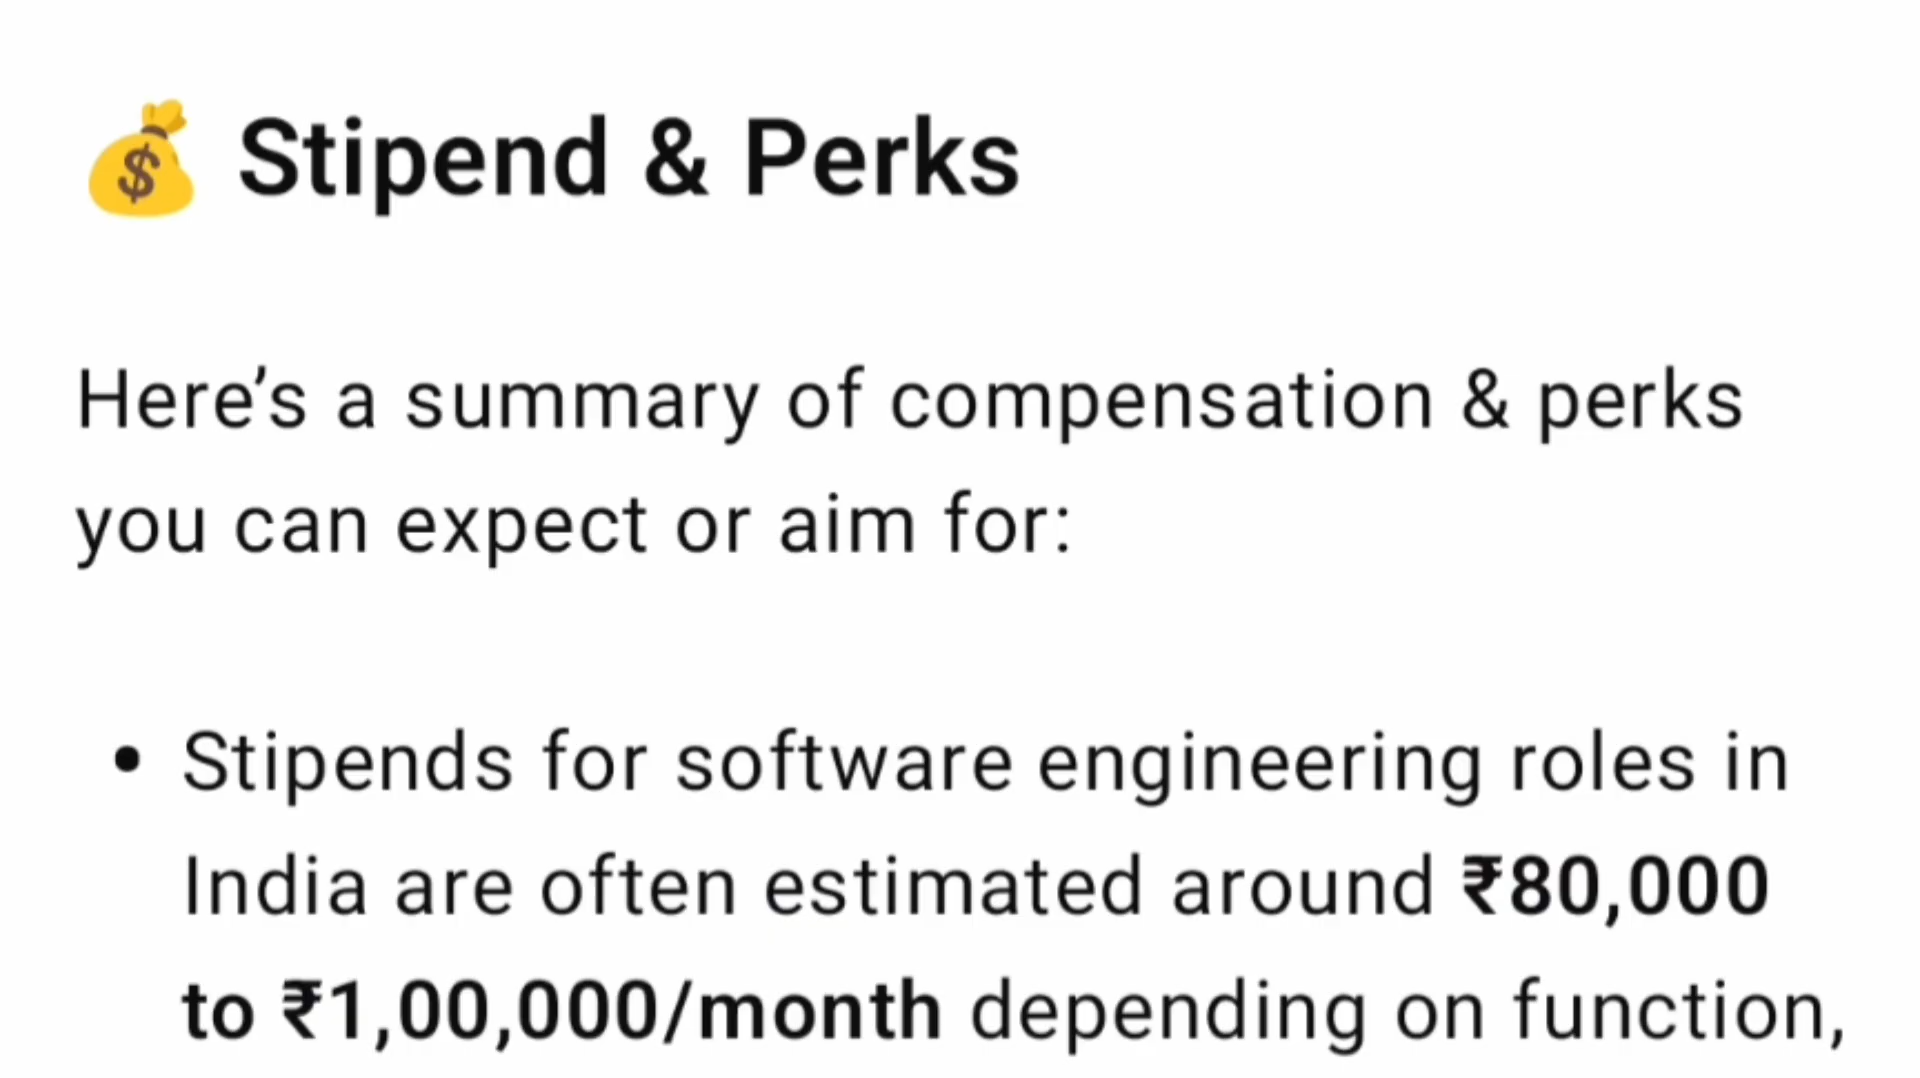 💰 Stipend & Perks
Here’s a summary of compensation & perks
you can expect or aim for:
• Stipends for software engineering roles in
India are often estimated around ₹80,000
to ₹1,00,000/month depending on function,